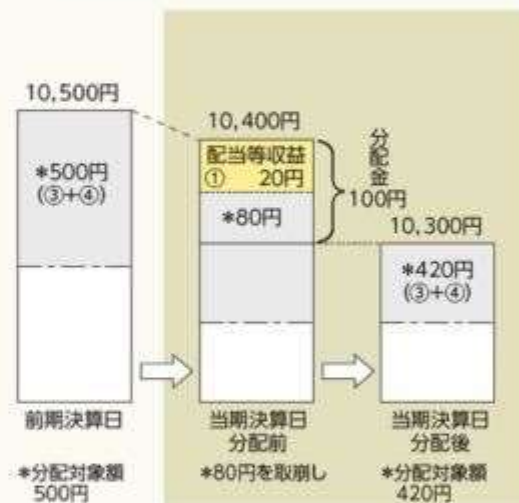 10,500円
*500円
(③+④)
前期決算日
*分配対象額
500円
10,400円
配当等収益
① 20円
*80円
分配金
100円
当期決算日
分配前
*80円を取崩し
10,300円
*420円
(③+④)
当期決算日
分配後
*分配対象額
420円